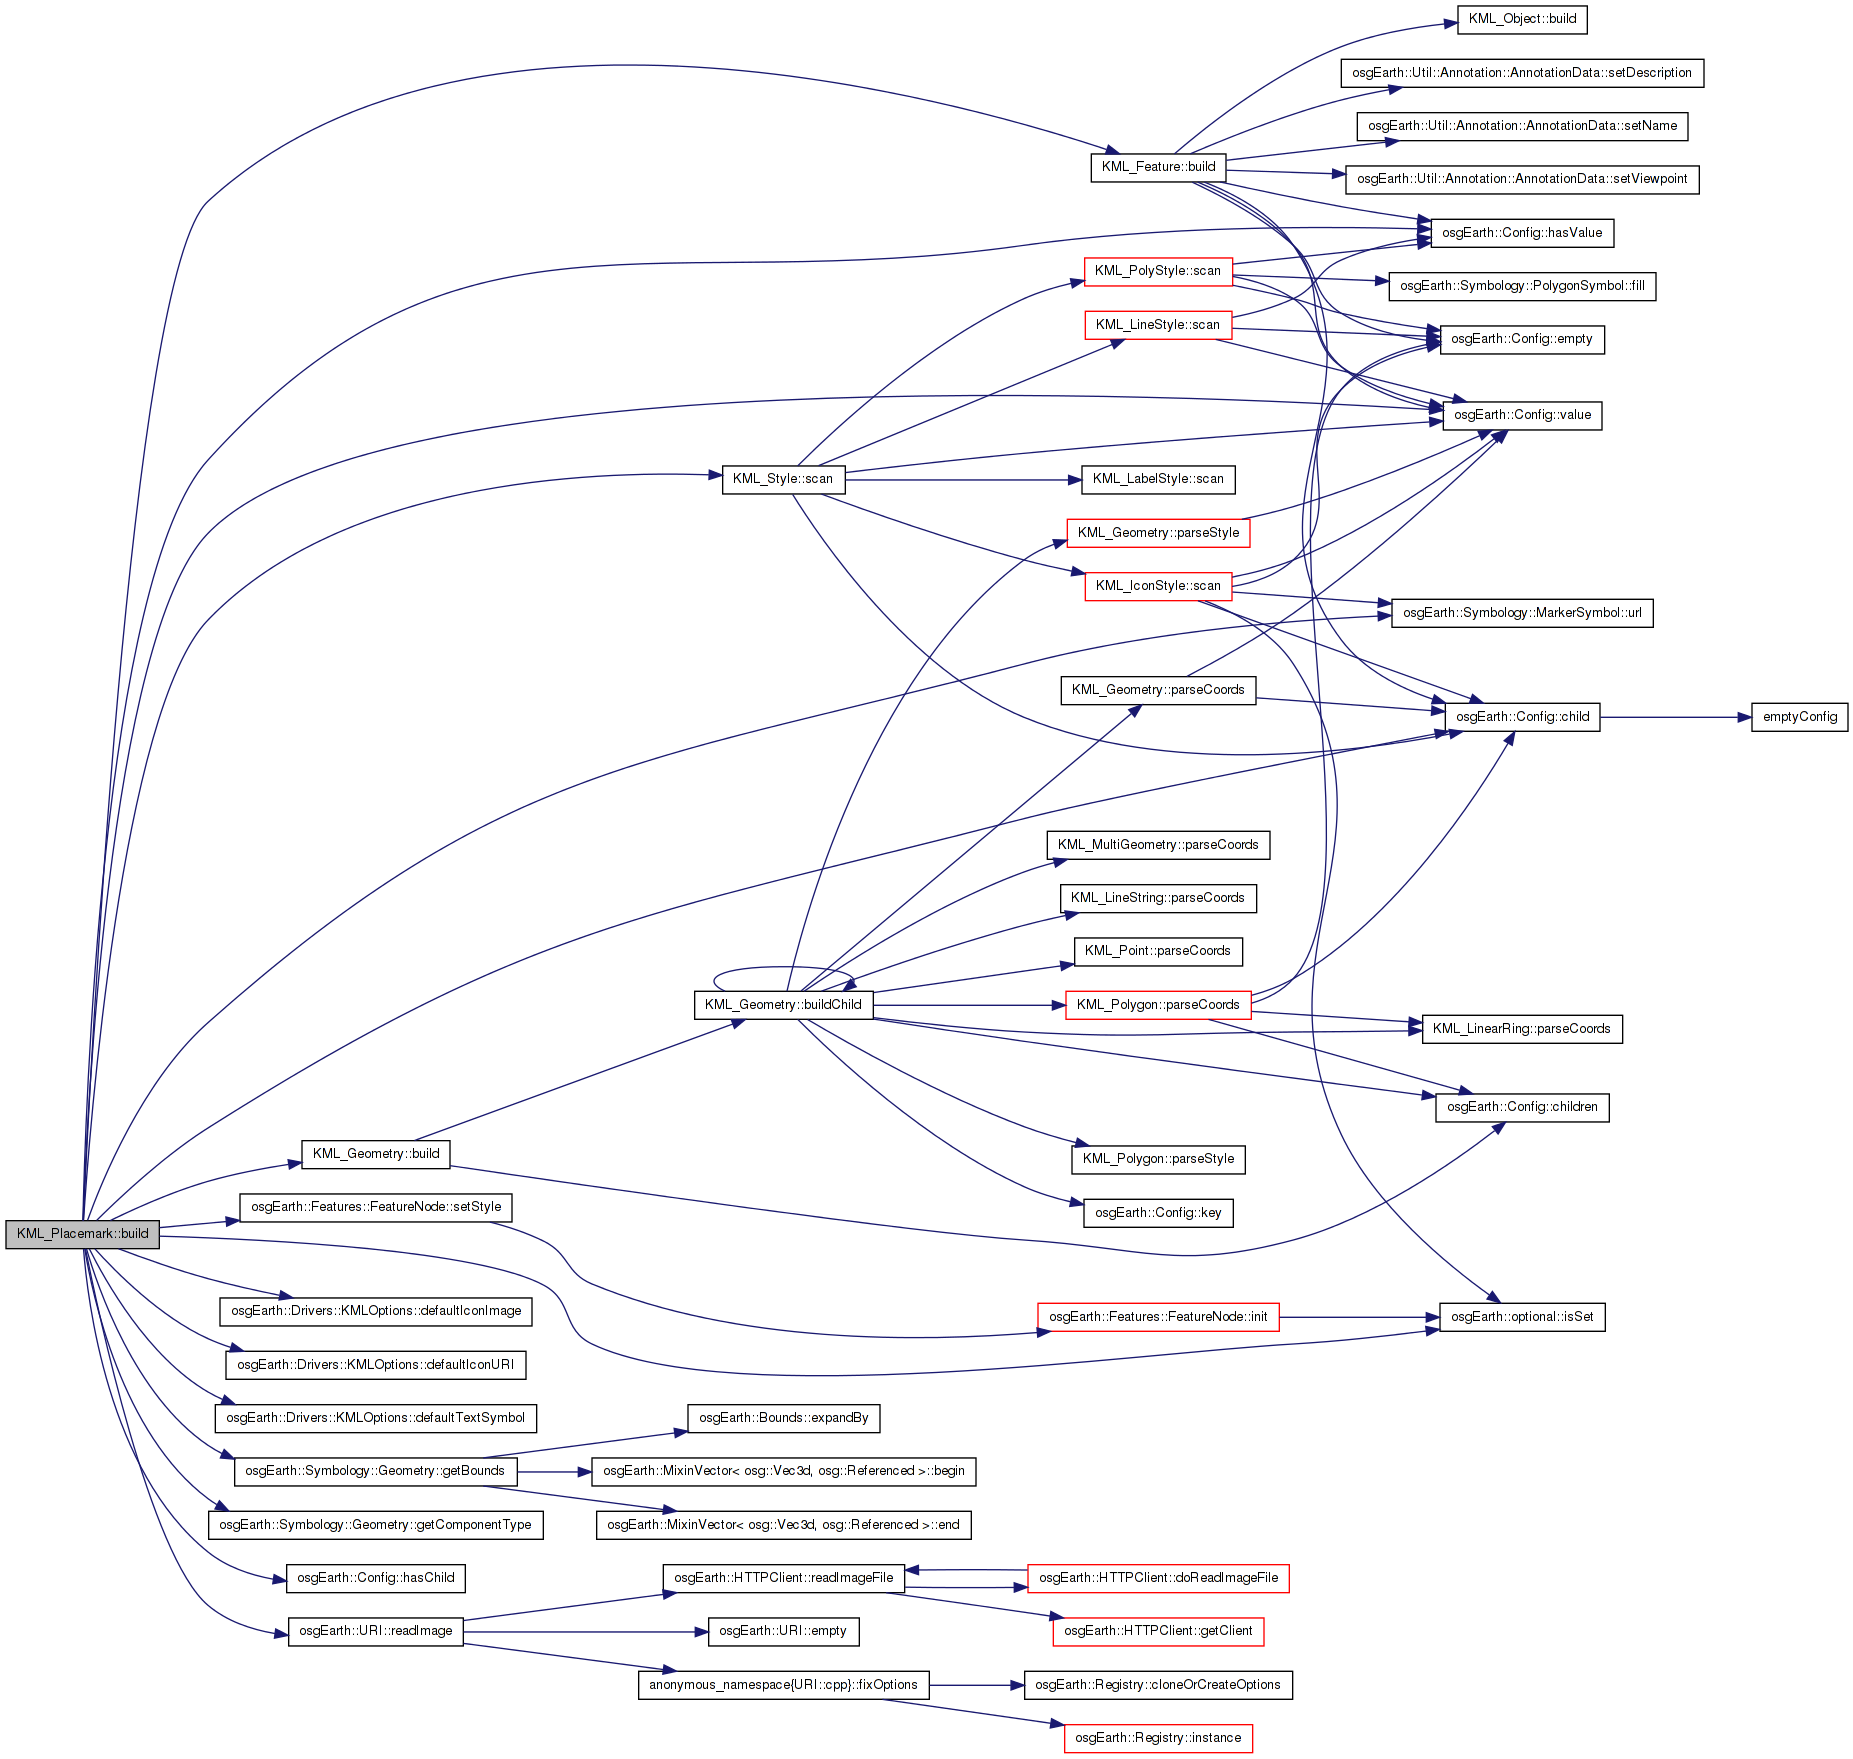 KML_Object::build
osgEarth::Util::Annotation::AnnotationData::setDescription
osgEarth::Util::Annotation::AnnotationData::setName
KML_Feature::build
osgEarth::Util::Annotation::AnnotationData::setViewpoint
osgEarth::Config::hasValue
KML_PolyStyle::scan
osgEarth::Symbology::PolygonSymbol::fill
KML_LineStyle::scan
osgEarth::Config::empty
osgEarth::Config::value
KML_Style::scan
KML_LabelStyle::scan
KML_Geometry::parseStyle
KML_IconStyle::scan
osgEarth::Symbology::MarkerSymbol::url
KML_Geometry::parseCoords
osgEarth::Config::child
emptyConfig
KML_MultiGeometry::parseCoords
KML_LineString::parseCoords
KML_Point::parseCoords
KML_Geometry::buildChild
KML_Polygon::parseCoords
KML_LinearRing::parseCoords
osgEarth::Config::children
KML_Geometry::build
KML_Polygon::parseStyle
osgEarth::Features::FeatureNode::setStyle
osgEarth::Config::key
KML_Placemark::build
osgEarth::Drivers::KMLOptions::defaultIconImage
osgEarth::Features::FeatureNode::init
osgEarth::optional::isSet
osgEarth::Drivers::KMLOptions::defaultIconURI
osgEarth::Drivers::KMLOptions::defaultTextSymbol
osgEarth::Bounds::expandBy
osgEarth::Symbology::Geometry::getBounds
osgEarth::MixinVector< osg::Vec3d, osg::Referenced >::begin
osgEarth::Symbology::Geometry::getComponentType
osgEarth::MixinVector< osg::Vec3d, osg::Referenced >::end
osgEarth::Config::hasChild
osgEarth::HTTPClient::readImageFile
osgEarth::HTTPClient::doReadImageFile
osgEarth::URI::readImage
osgEarth::URI::empty
osgEarth::HTTPClient::getClient
anonymous_namespace{URI::cpp}::fixOptions
osgEarth::Registry::cloneOrCreateOptions
osgEarth::Registry::instance